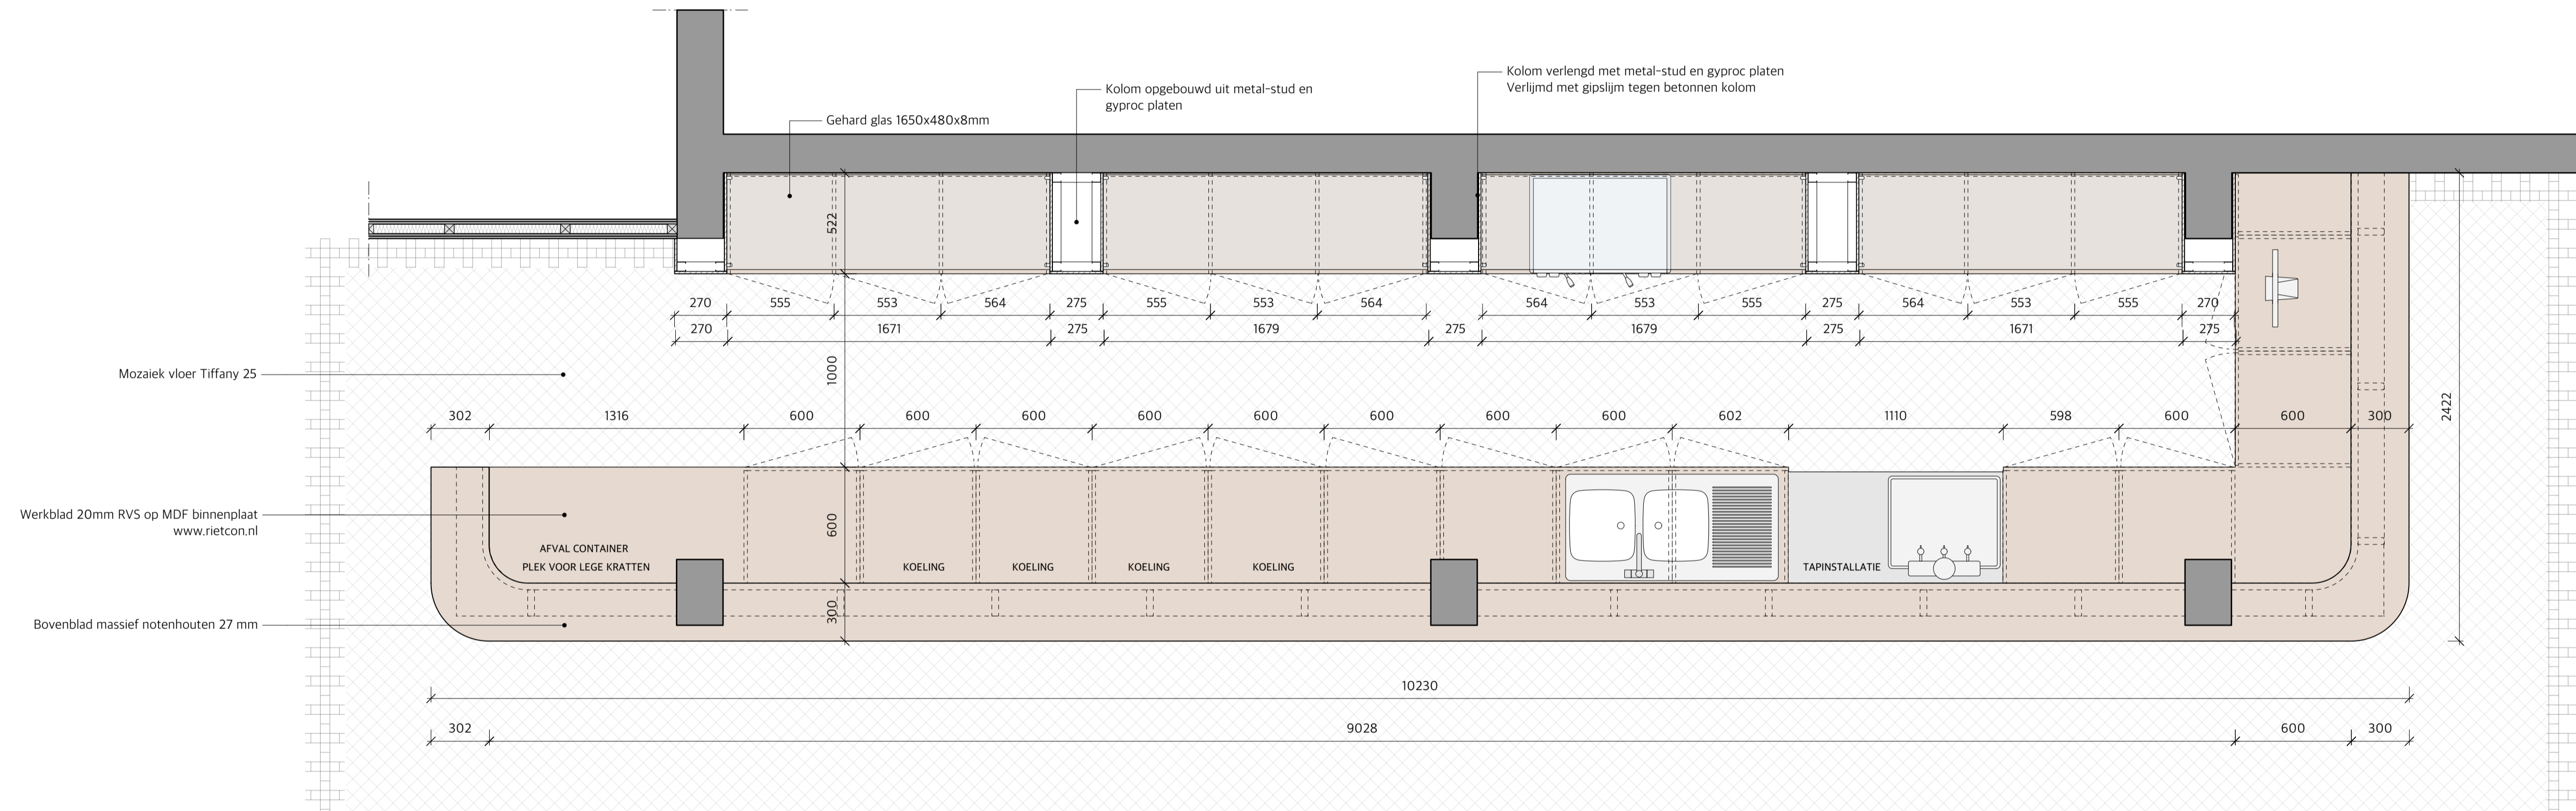 Kolom verlengd met metal-stud en gyproc platen
Verlijmd met gipslijm tegen betonnen kolom
Kolom opgebouwd uit metal-stud en
gyproc platen
Gehard glas 1650x480x8mm
522
270 555 553 564 275 555 553 564 564 553 555 275 564 553 555 270
270 1671 275 1679 275 1679 275 1671 275
1000
Mozaiek vloer Tiffany 25
302 1316 600 600 600 600 600 600 600 600 602 1110 598 600 600 300
2422
Werkblad 20mm RVS op MDF binnenplaat
www.rietcon.nl
600
AFVAL CONTAINER
PLEK VOOR LEGE KRATTEN
KOELING KOELING KOELING KOELING TAPINSTALLATIE
300
Bovenblad massief notenhouten 27 mm
10230
302 9028 600 300